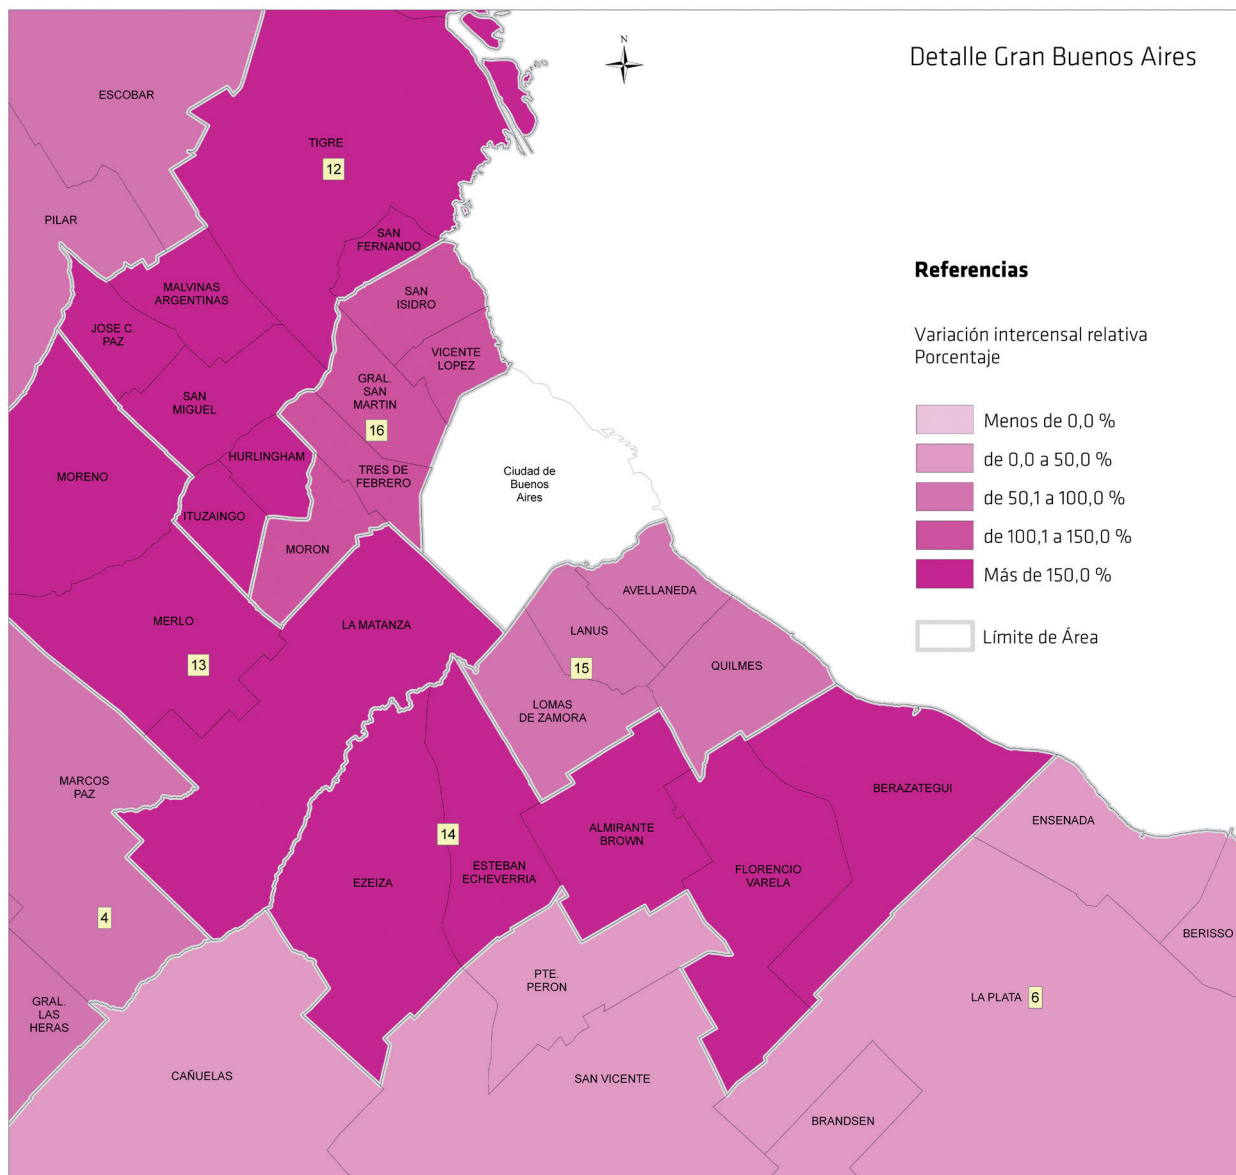 N
Detalle Gran Buenos Aires
ESCOBAR
TIGRE
12
PILAR
SAN
FERNANDO
MALVINAS
ARGENTINAS
SAN
ISIDRO
JOSE C.
PAZ
VICENTE
LOPEZ
GRAL.
SAN
MARTIN
16
SAN
MIGUEL
HURLINGHAM
MORENO
TRES DE
FEBRERO
Ciudad de
Buenos
Aires
ITUZAINGO
MORON
Referencias
Variación intercensal relativa
Porcentaje
Menos de 0,0 %
de 0,0 a 50,0 %
de 50,1 a 100,0 %
de 100,1 a 150,0 %
Más de 150,0 %
Límite de Área
AVELLANEDA
MERLO
13
LA MATANZA
LANUS
15
QUILMES
LOMAS
DE ZAMORA
MARCOS
PAZ
BERAZATEGUI
ENSENADA
14
ALMIRANTE
BROWN
ESTEBAN
ECHEVERRIA
EZEIZA
FLORENCIO
VARELA
4
BERISSO
PTE.
PERON
LA PLATA 6
GRAL.
LAS
HERAS
CAÑUELAS
SAN VICENTE
BRANDSEN